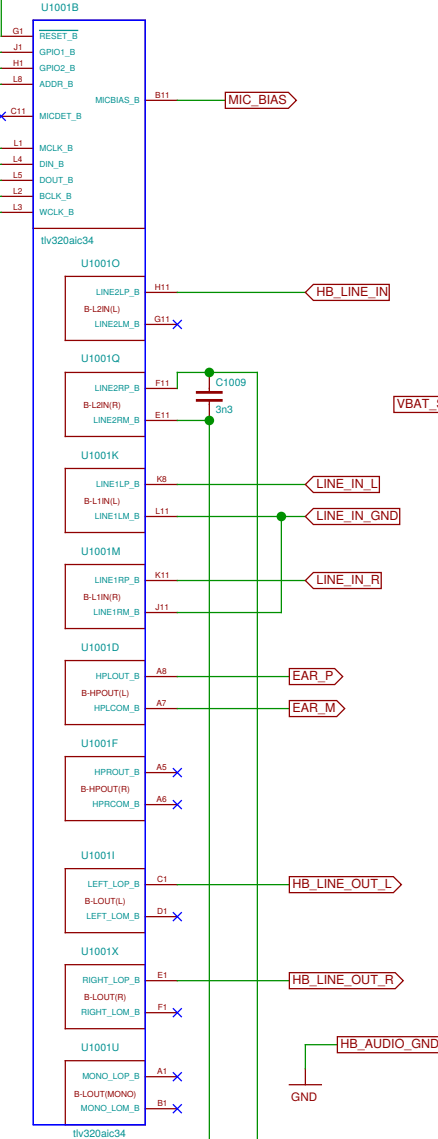 U1001B
G1 RESET_B
J1 GPIO1_B
H1 GPIO2_B
L8 ADDR_B
MICBIAS_B B11 MIC_BIAS
C11 MICDET_B
L1 MCLK_B
L4 DIN_B
L5 DOUT_B
L2 BCLK_B
L3 WCLK_B
tlv320aic34
U1001O
LINE2LP_B H11 HB_LINE_IN
B-L2IN(L)
LINE2LM_B G11
U1001Q
LINE2RP_B F11 C1009
B-L2IN(R)
3n3
LINE2RM_B E11
VBAT_
U1001K
LINE1LP_B K8 LINE_IN_L
B-L1IN(L)
LINE1LM_B L11 LINE_IN_GND
U1001M
LINE1RP_B K11 LINE_IN_R
B-L1IN(R)
LINE1RM_B J11
U1001D
HPLOUT_B A8 EAR_P
B-HPOUT(L)
HPLCOM_B A7 EAR_M
U1001F
HPROUT_B A5
B-HPOUT(R)
HPRCOM_B A6
U1001I
LEFT_LOP_B C1 HB_LINE_OUT_L
B-LOUT(L)
LEFT_LOM_B D1
U1001X
RIGHT_LOP_B E1 HB_LINE_OUT_R
B-LOUT(R)
RIGHT_LOM_B F1
U1001U
HB_AUDIO_GND
MONO_LOP_B A1
B-LOUT(MONO)
GND
MONO_LOM_B B1
tlv320aic34